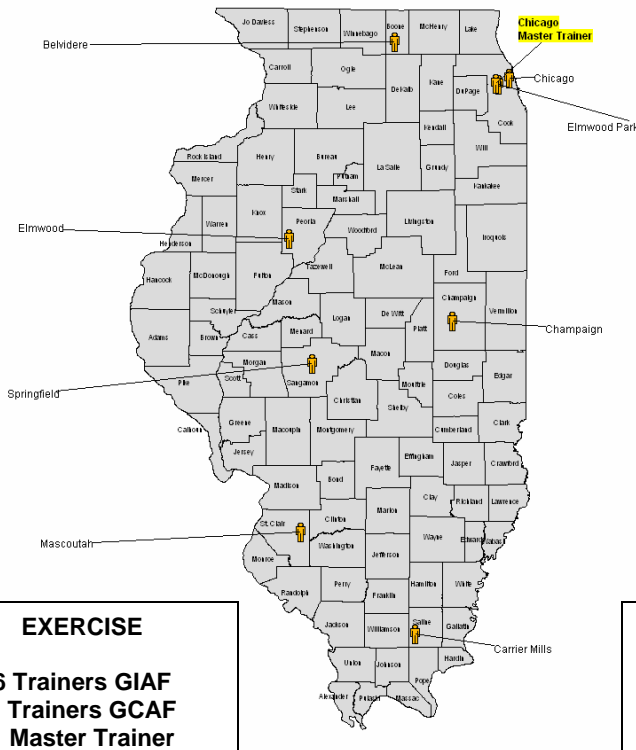 Jo Daviess
Stephenson
Winnebago
Boone
McHenry
Lake
Chicago
Master Trainer
Belvidere
Chicago
Carroll
Ogle
DeKalb
Kane
DuPage
Cook
Elmwood Park
Whiteside
Lee
Kendall
Will
Rock Island
Henry
Bureau
La Salle
Grundy
Kankakee
Mercer
Putnam
Stark
Marshall
Knox
Peoria
Livingston
Warren
Woodford
Iroquois
Elmwood
Henderson
Tazewell
McLean
Ford
Hancock
McDonough
Fulton
Mason
Champaign
Vermilion
Schuyler
Logan
De Witt
Piatt
Champaign
Adams
Brown
Cass
Menard
Macon
Morgan
Douglas
Edgar
Springfield
Pike
Scott
Sangamon
Moultrie
Coles
Christian
Shelby
Calhoun
Greene
Macorpin
Montgomery
Cumberland
Clark
Jersey
Fayette
Effingham
Jasper
Crawford
Madison
Bond
Clay
Richland
Lawrence
Marion
Mascoutah
St. Clair
Clinton
Wayne
Edward
Wabash
Washington
Jefferson
Monroe
Randolph
Perry
Hamilton
White
Franklin
Jackson
Williamson
Saline
Gallatin
Carrier Mills
Union
Johnson
Pope
Hardin
Alexander
Pulaski
Massac
EXERCISE
Trainers GIAF
Trainers GCAF
Master Trainer